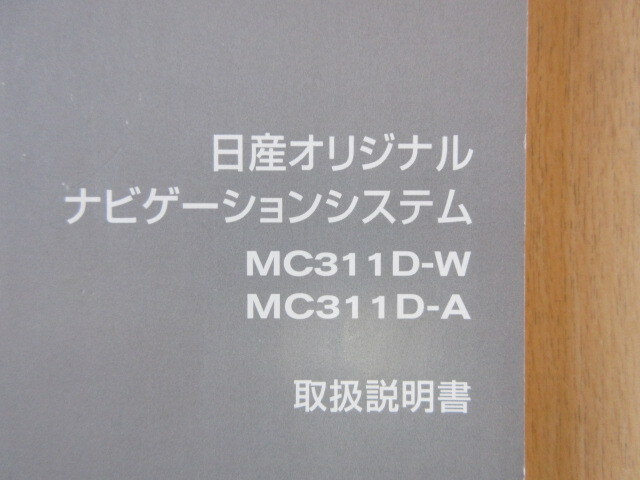 日産オリジナル
ナビゲーションシステム
MC311D-W
MC311D-A
取扱説明書